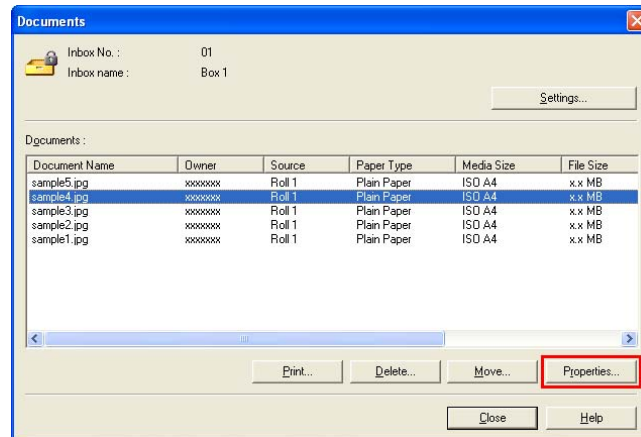 Documents
Inbox No. : 01
Inbox name : Box 1
Settings...
Documents :
Document Name Owner Source Paper Type Media Size File Size
sample5.jpg xxxxxxx Roll 1 Plain Paper ISO A4 x.x MB
sample4.jpg xxxxxxx Roll 1 Plain Paper ISO A4 x.x MB
sample3.jpg xxxxxxx Roll 1 Plain Paper ISO A4 x.x MB
sample2.jpg xxxxxxx Roll 1 Plain Paper ISO A4 x.x MB
sample1.jpg xxxxxxx Roll 1 Plain Paper ISO A4 x.x MB
Print... Delete... Move... Properties...
Close Help